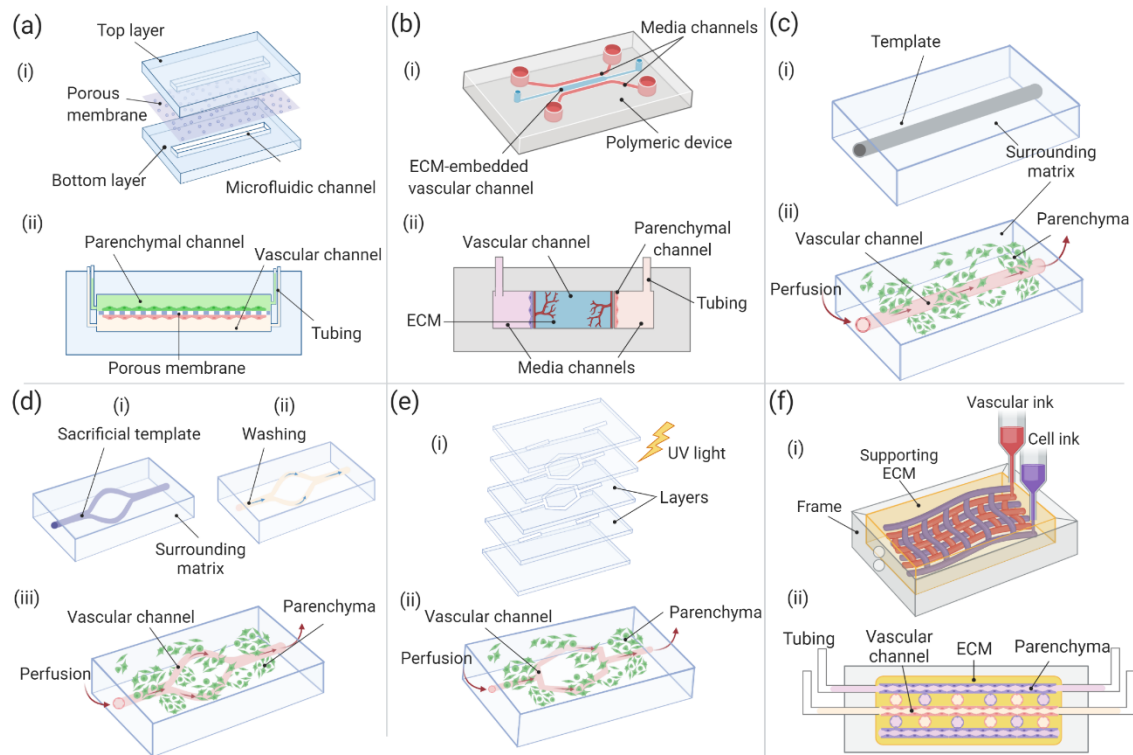 (a)
Top layer
(i)
Porous
membrane
Bottom layer
Microfluidic channel
(ii)
Parenchymal channel
Vascular channel
Tubing
Porous membrane
(b)
Media channels
(i)
Polymeric device
ECM-embedded
vascular channel
(ii)
Vascular channel
Parenchymal
channel
Tubing
ECM
Media channels
(c)
Template
(i)
Surrounding
matrix
(ii)
Parenchyma
Vascular channel
Perfusion
(d)
(i)
(ii)
Sacrificial template
Washing
Surrounding
matrix
(iii)
Vascular channel
Parenchyma
Perfusion
(e)
(i)
UV light
Layers
(ii)
Vascular channel
Parenchyma
Perfusion
(f)
Vascular ink
(i)
Cell ink
Supporting
ECM
Frame
(ii)
Tubing
Vascular
channel
ECM
Parenchyma